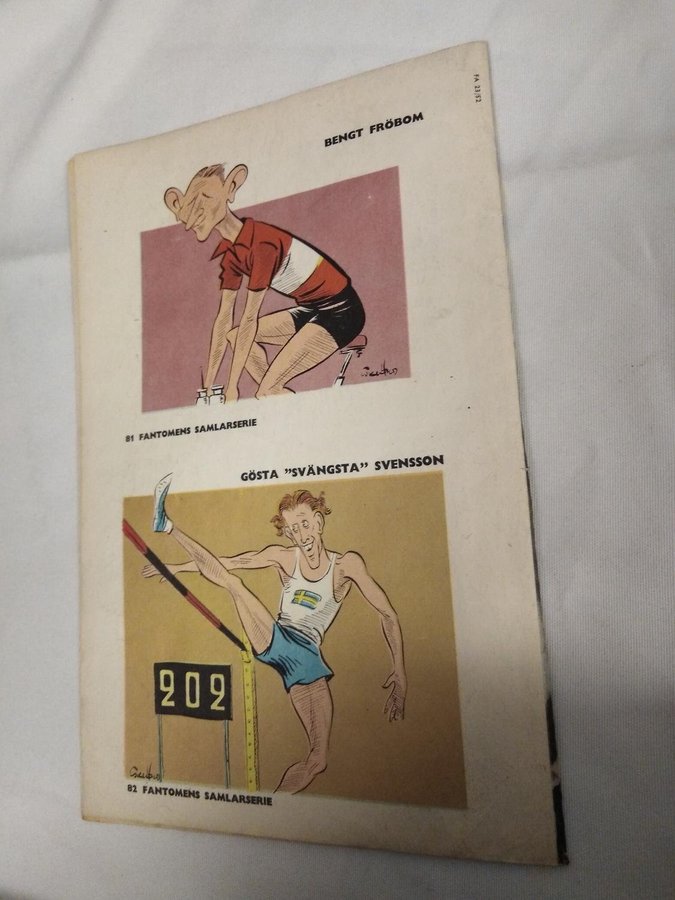 FA 23/52
BENGT FRÖBOM
81 FANTOMENS SAMLARSERIE
GÖSTA "SVÄNGSTA" SVENSSON
202
82 FANTOMENS SAMLARSERIE